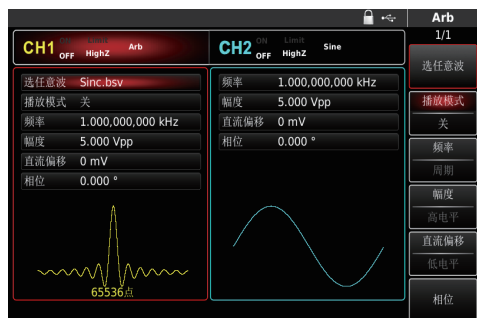 Arb
1/1
CH1 ON OFF Limit HighZ Arb
CH2 ON OFF Limit HighZ Sine
选任意波 Sinc.bsv
播放模式 关
频率 1.000,000,000 kHz
幅度 5.000 Vpp
直流偏移 0 mV
相位 0.000 °
65536点
频率 1.000,000,000 kHz
幅度 5.000 Vpp
直流偏移 0 mV
相位 0.000 °
选任意波
播放模式
关
频率
周期
幅度
高电平
直流偏移
低电平
相位